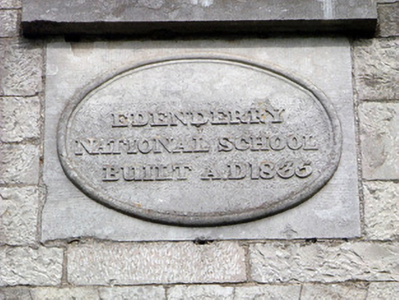 EDENDERRY
NATIONAL SCHOOL
BUILT A.D 1835